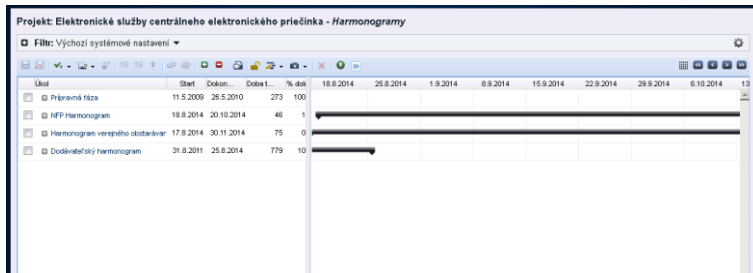 Projekt: Elektronické služby centrálneho elektronického priečinka - Harmonogramy
Filtr: Výchozí systémové nastavení
Úkol Start Dokon... Doba t... % dok 18.8.2014 25.8.2014 1.9.2014 8.9.2014 15.9.2014 22.9.2014 29.9.2014 6.10.2014 13
Prípravná fáza 11.5.2009 26.5.2010 273 100
NFP Harmonogram 18.8.2014 20.10.2014 46 1
Harmonogram verejného obstarávar 17.8.2014 30.11.2014 75 0
Dodávateľský harmonogram 31.8.2011 25.8.2014 779 10